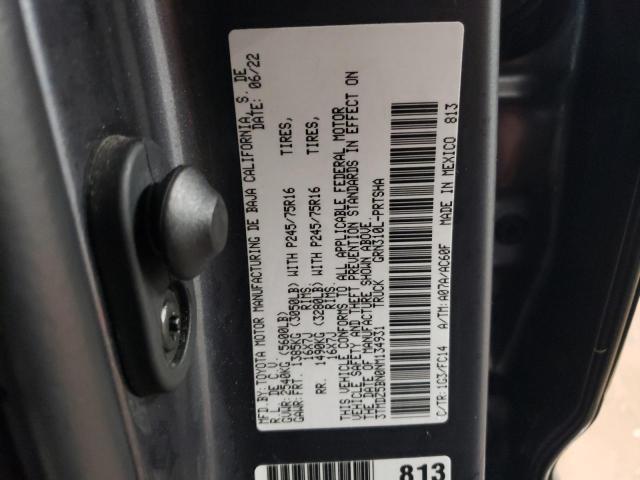 MFD.BY:TOYOTA MOTOR MANUFACTURING DE BAJA CALIFORNIA, S. DE
R.L. DE C.V. DATE: 06/22
GVWR:2540KG (5600LB)
GAWR:FRT. 1385KG (3050LB) WITH P245/75R16 TIRES,
16X7J RIMS,
RR. 1490KG (3280LB) WITH P245/75R16 TIRES,
16X7J RIMS.
THIS VEHICLE CONFORMS TO ALL APPLICABLE FEDERAL MOTOR
VEHICLE SAFETY AND THEFT PREVENTION STANDARDS IN EFFECT ON
THE DATE OF MANUFACTURE SHOWN ABOVE.
3TMDZ5BN0NM134931 TRUCK GRN310L-PRTSHA
C/TR:1G3/FC14 A/TM:A07A/AC60F MADE IN MEXICO 813
813